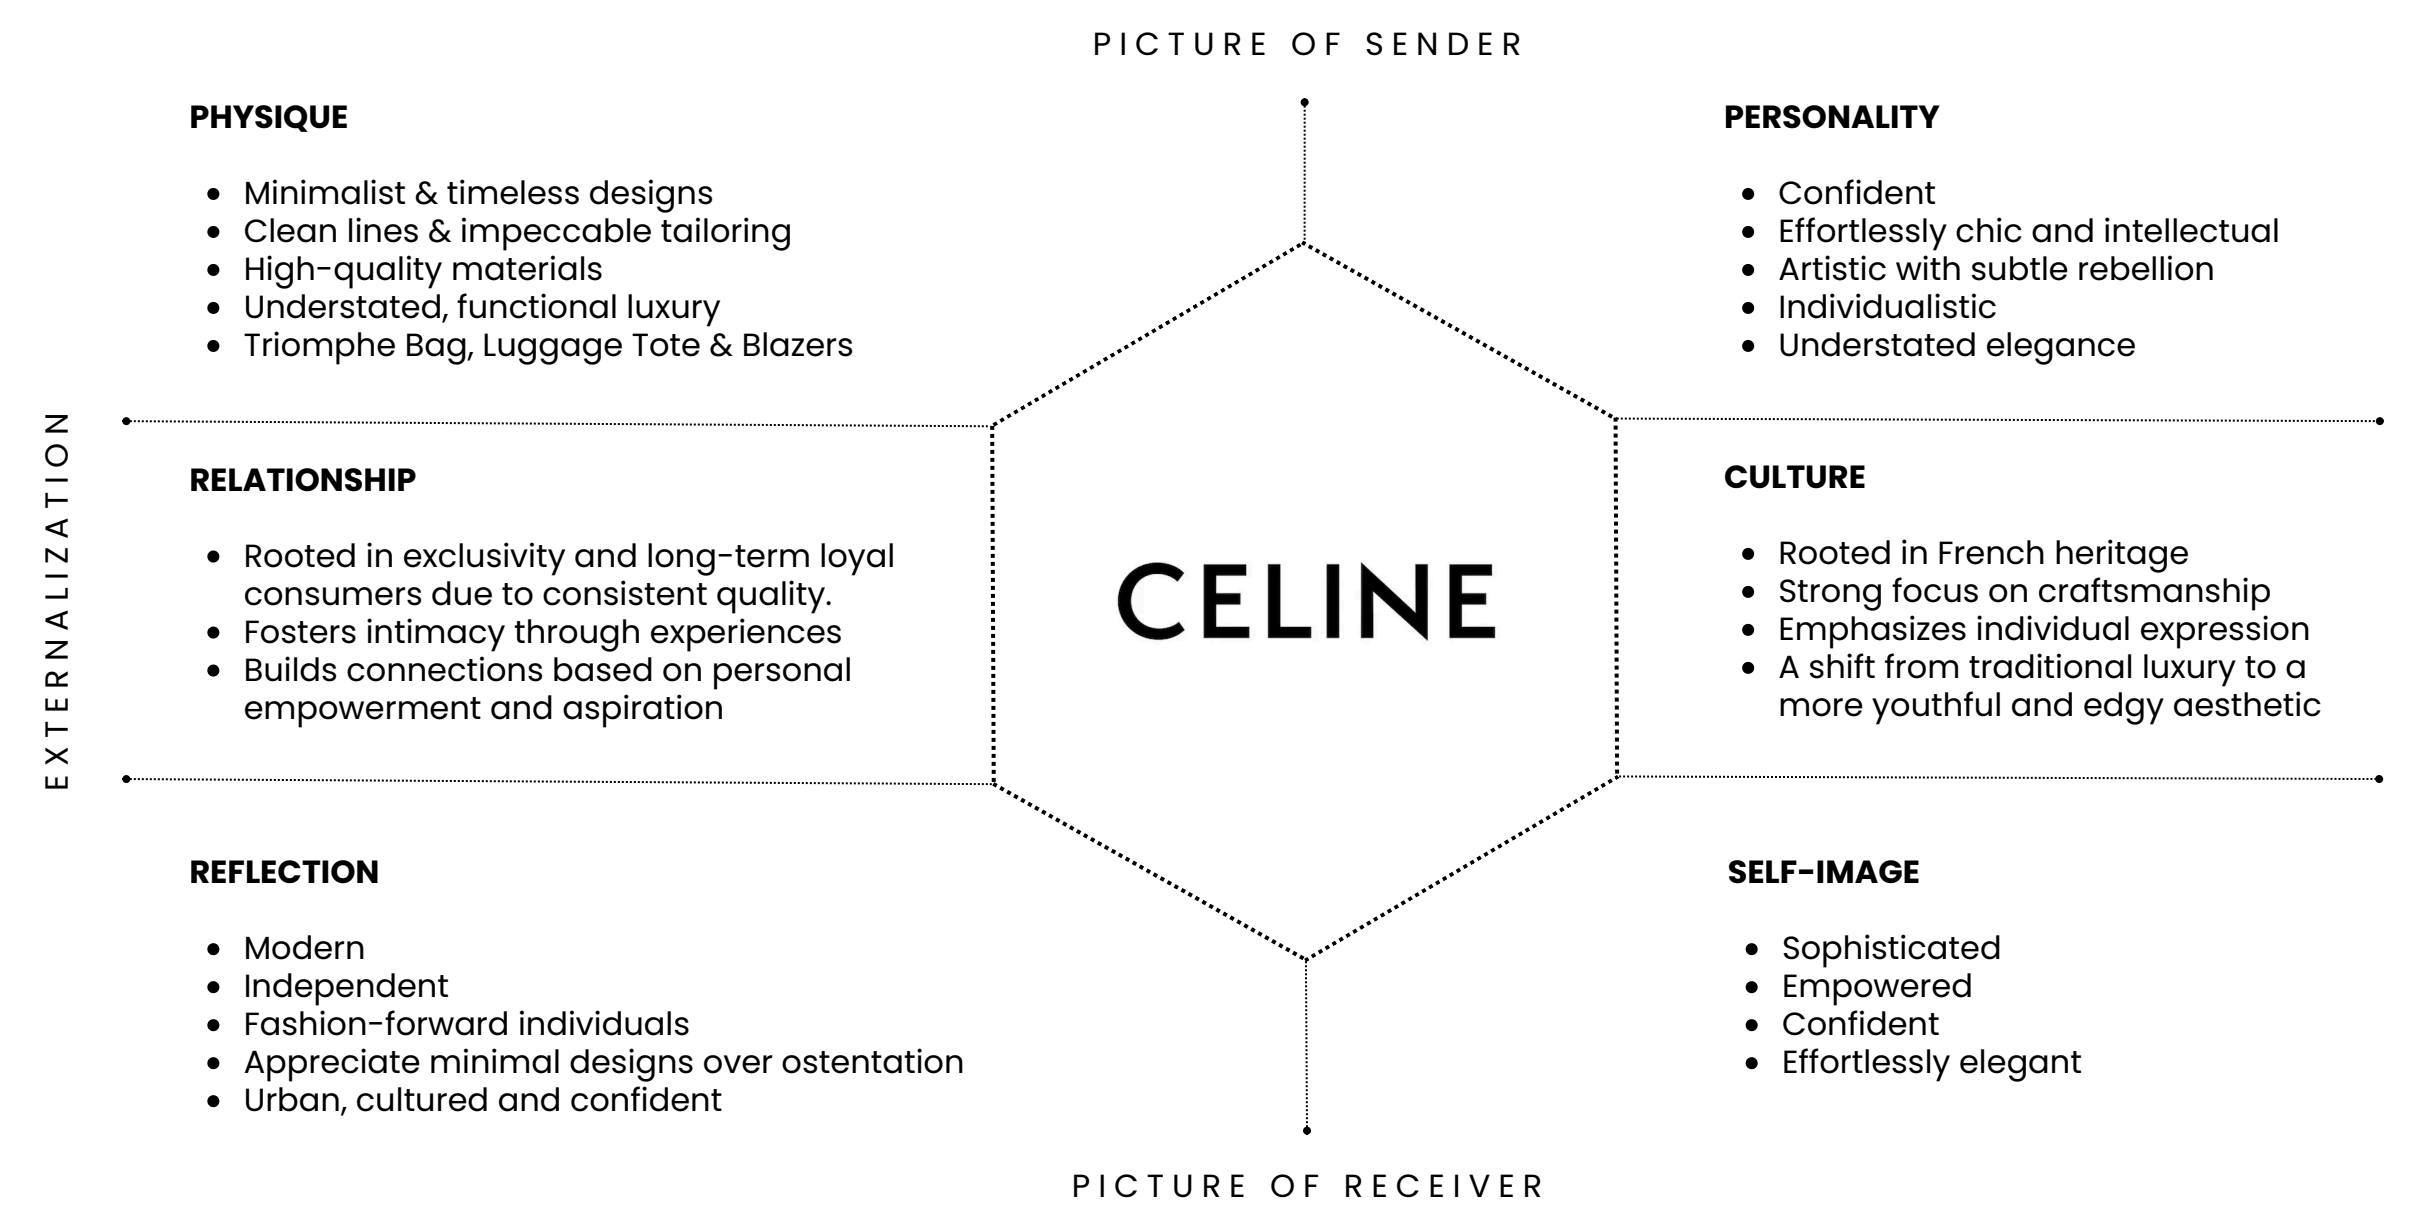 PICTURE OF SENDER
PHYSIQUE
• Minimalist & timeless designs
• Clean lines & impeccable tailoring
• High-quality materials
• Understated, functional luxury
• Triomphe Bag, Luggage Tote & Blazers
PERSONALITY
• Confident
• Effortlessly chic and intellectual
• Artistic with subtle rebellion
• Individualistic
• Understated elegance
EXTERNALIZATION
RELATIONSHIP
• Rooted in exclusivity and long-term loyal
consumers due to consistent quality.
• Fosters intimacy through experiences
• Builds connections based on personal
empowerment and aspiration
CELINE
CULTURE
• Rooted in French heritage
• Strong focus on craftsmanship
• Emphasizes individual expression
• A shift from traditional luxury to a
more youthful and edgy aesthetic
REFLECTION
• Modern
• Independent
• Fashion-forward individuals
• Appreciate minimal designs over ostentation
• Urban, cultured and confident
SELF-IMAGE
• Sophisticated
• Empowered
• Confident
• Effortlessly elegant
PICTURE OF RECEIVER